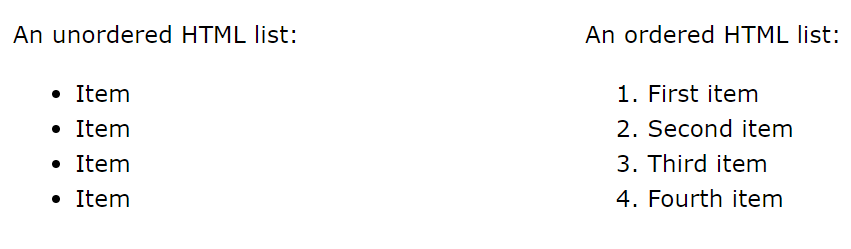 An unordered HTML list:
• Item
• Item
• Item
• Item
An ordered HTML list:
1. First item
2. Second item
3. Third item
4. Fourth item